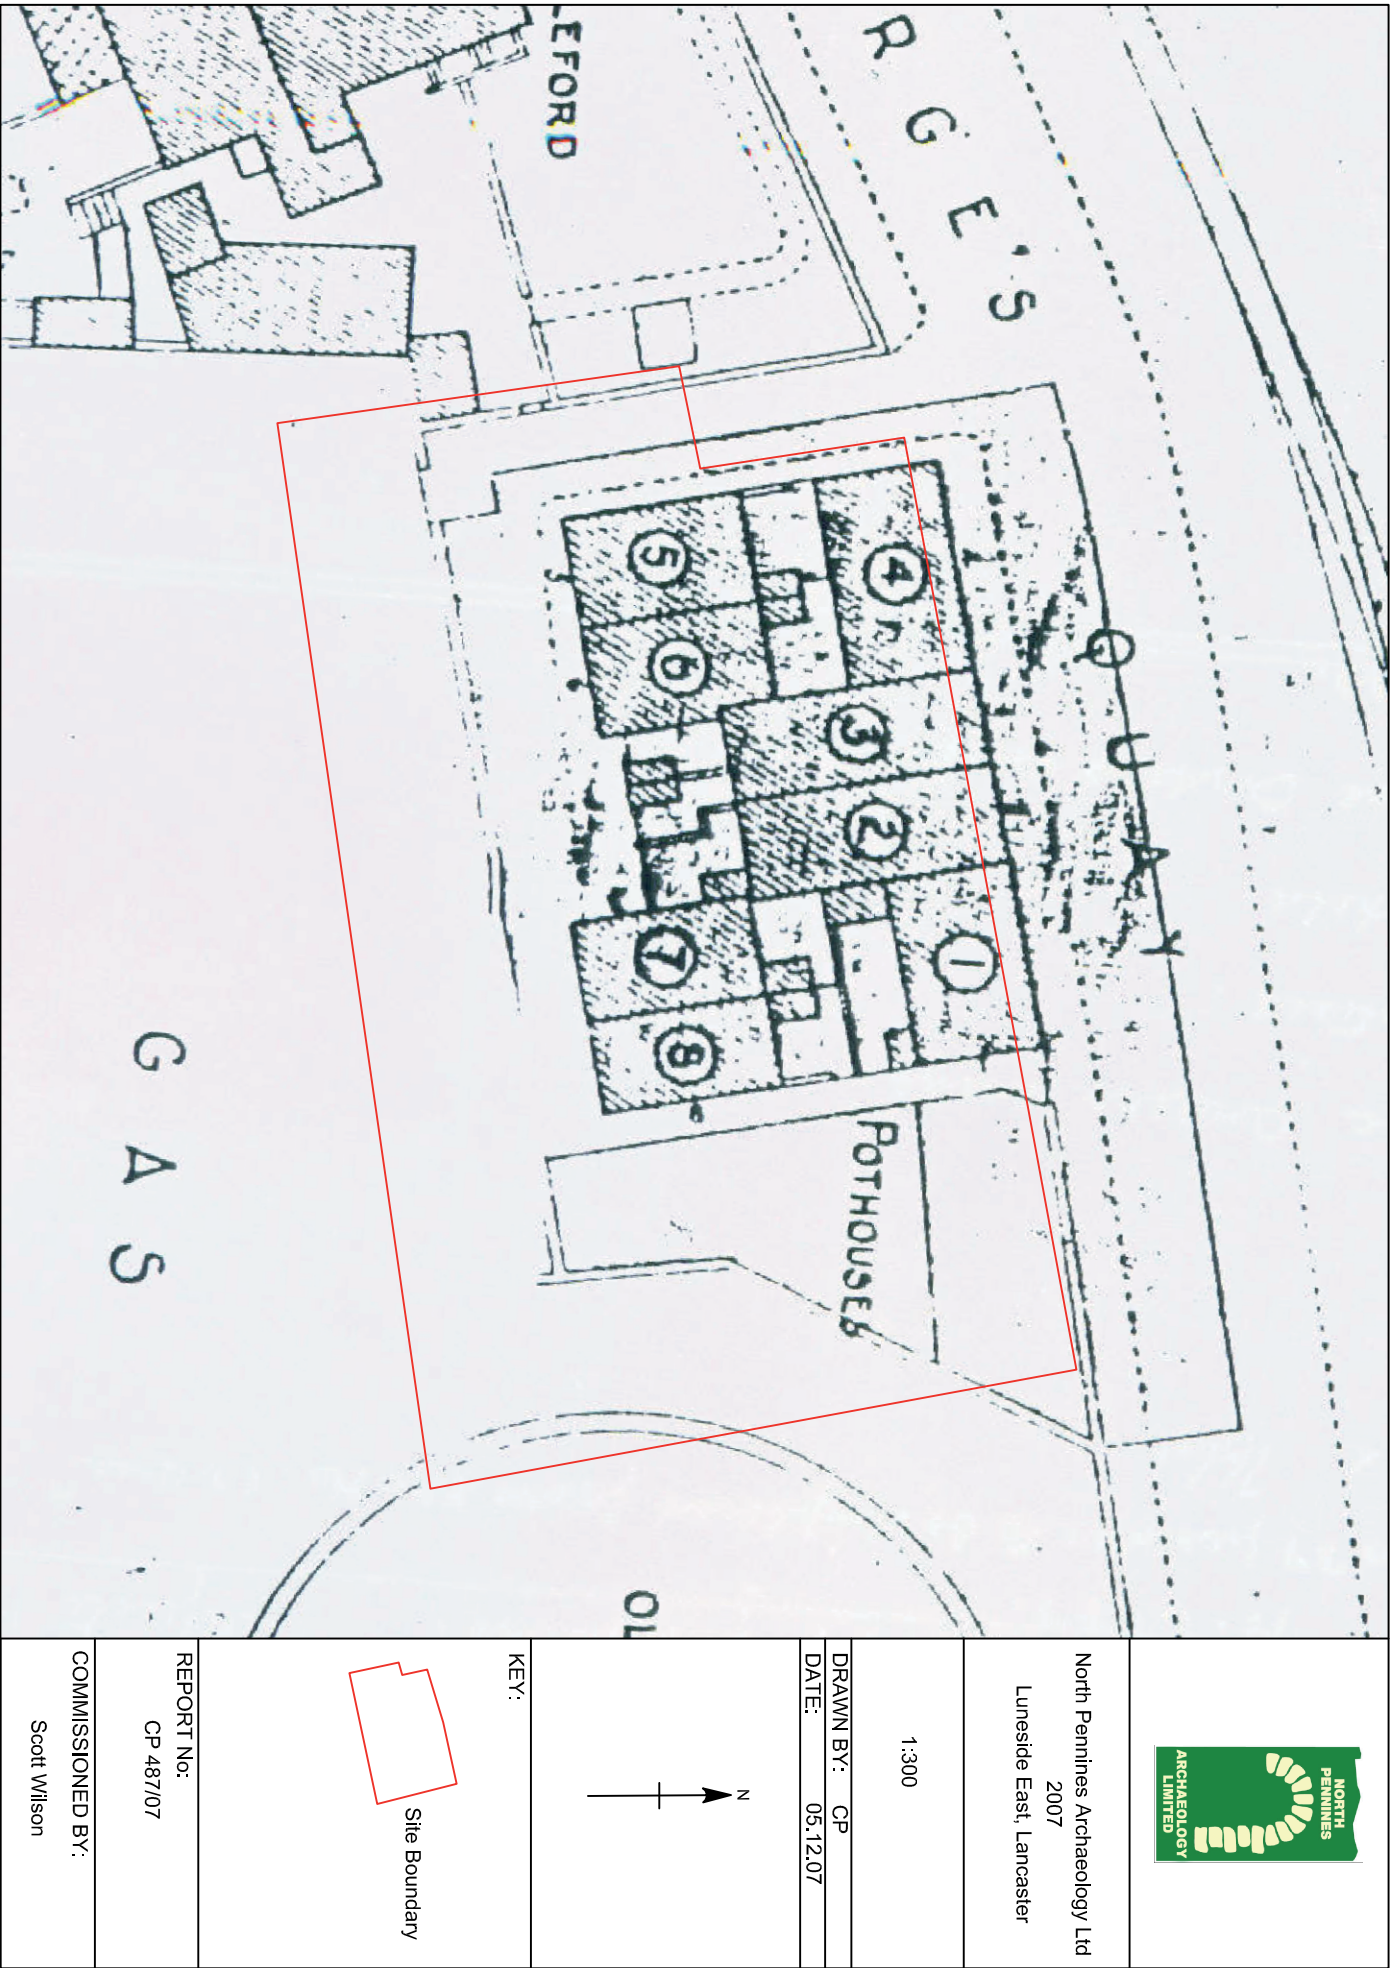 LEFORD
RGE'S
QUAY
4
3
2
1
5
6
7
8
POTHOUSES
GAS
OL
NORTH
PENNINES
ARCHAEOLOGY
LIMITED
North Pennines Archaeology Ltd
2007
Luneside East, Lancaster
1:300
DRAWN BY: CP
DATE: 05.12.07
N
KEY:
Site Boundary
REPORT No:
CP 487/07
COMMISSIONED BY:
Scott Wilson